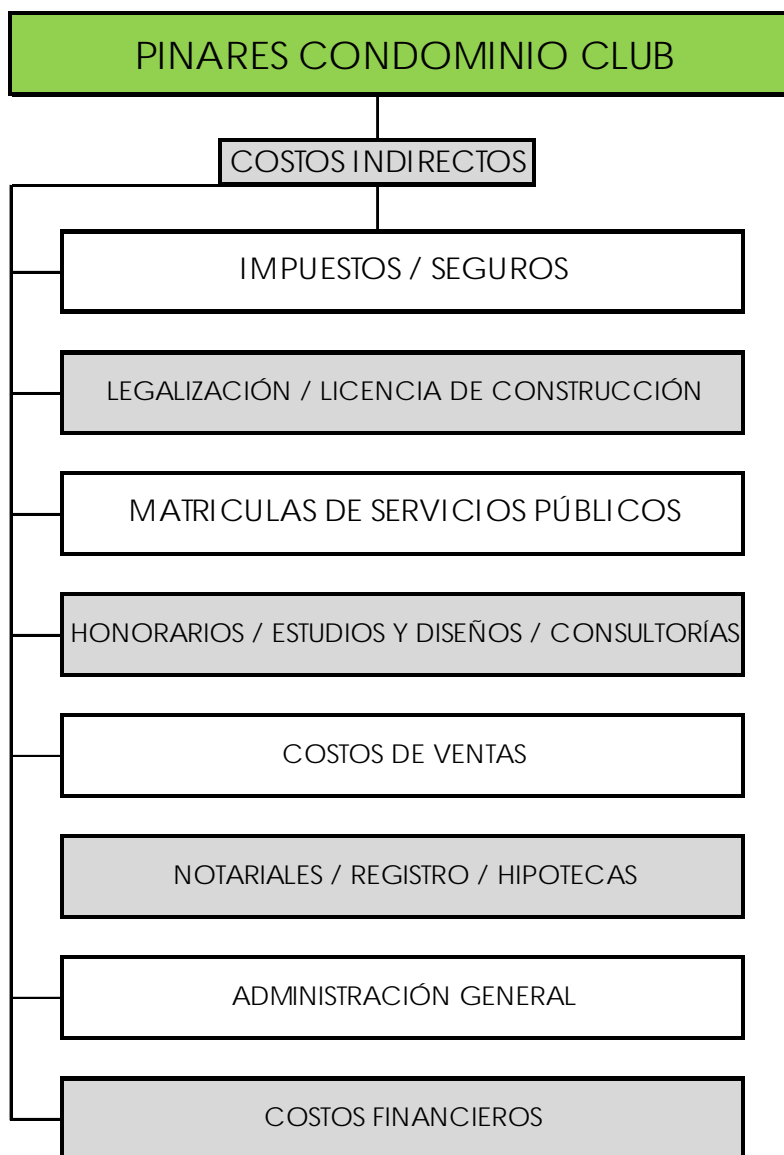 PINARES CONDOMINIO CLUB
COSTOS INDIRECTOS
IMPUESTOS / SEGUROS
LEGALIZACIÓN / LICENCIA DE CONSTRUCCIÓN
MATRICULAS DE SERVICIOS PÚBLICOS
HONORARIOS / ESTUDIOS Y DISEÑOS / CONSULTORÍAS
COSTOS DE VENTAS
NOTARIALES / REGISTRO / HIPOTECAS
ADMINISTRACIÓN GENERAL
COSTOS FINANCIEROS